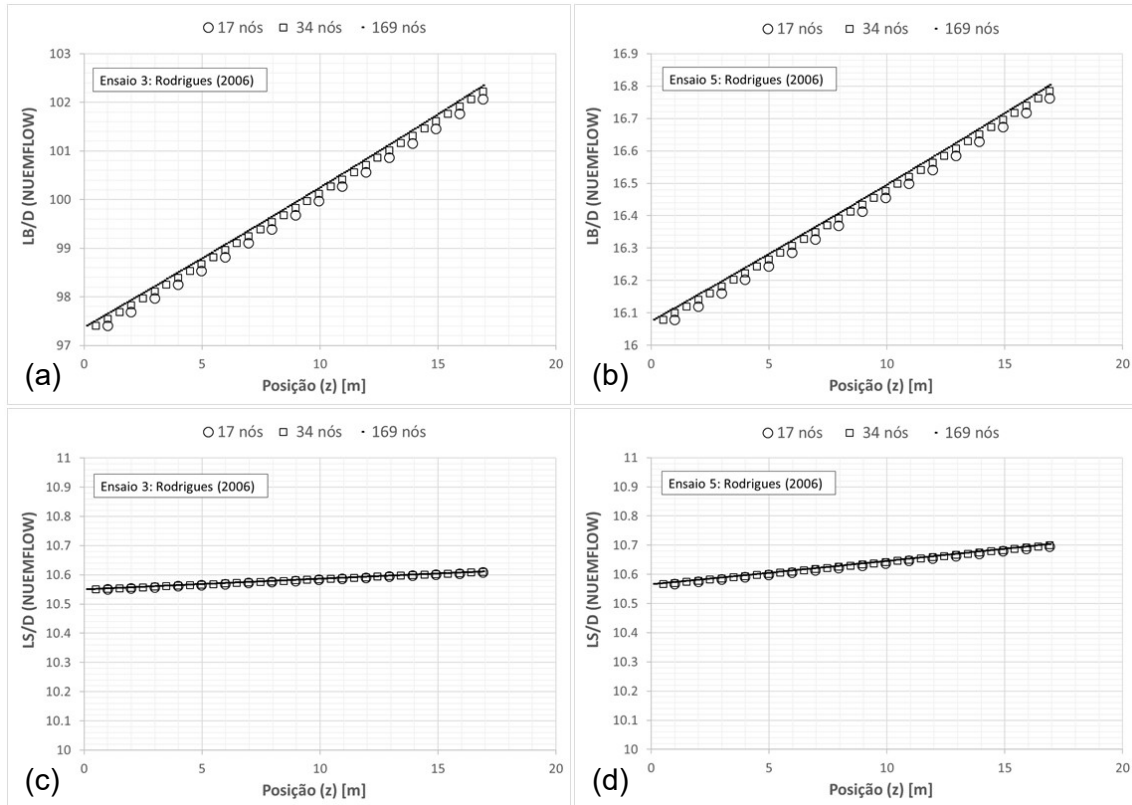 17 nós 34 nós 169 nós
Ensaio 3: Rodrigues (2006)
LB/D (NUEMFLOW)
103
102
101
100
99
98
97
0 5 10 15 20
Posição (z) [m]
(a)
17 nós 34 nós 169 nós
Ensaio 5: Rodrigues (2006)
LB/D (NUEMFLOW)
16.9
16.8
16.7
16.6
16.5
16.4
16.3
16.2
16.1
16
0 5 10 15 20
Posição (z) [m]
(b)
17 nós 34 nós 169 nós
Ensaio 3: Rodrigues (2006)
LS/D (NUEMFLOW)
11
10.9
10.8
10.7
10.6
10.5
10.4
10.3
10.2
10.1
10
0 5 10 15 20
Posição (z) [m]
(c)
17 nós 34 nós 169 nós
Ensaio 5: Rodrigues (2006)
LS/D (NUEMFLOW)
11
10.9
10.8
10.7
10.6
10.5
10.4
10.3
10.2
10.1
10
0 5 10 15 20
Posição (z) [m]
(d)